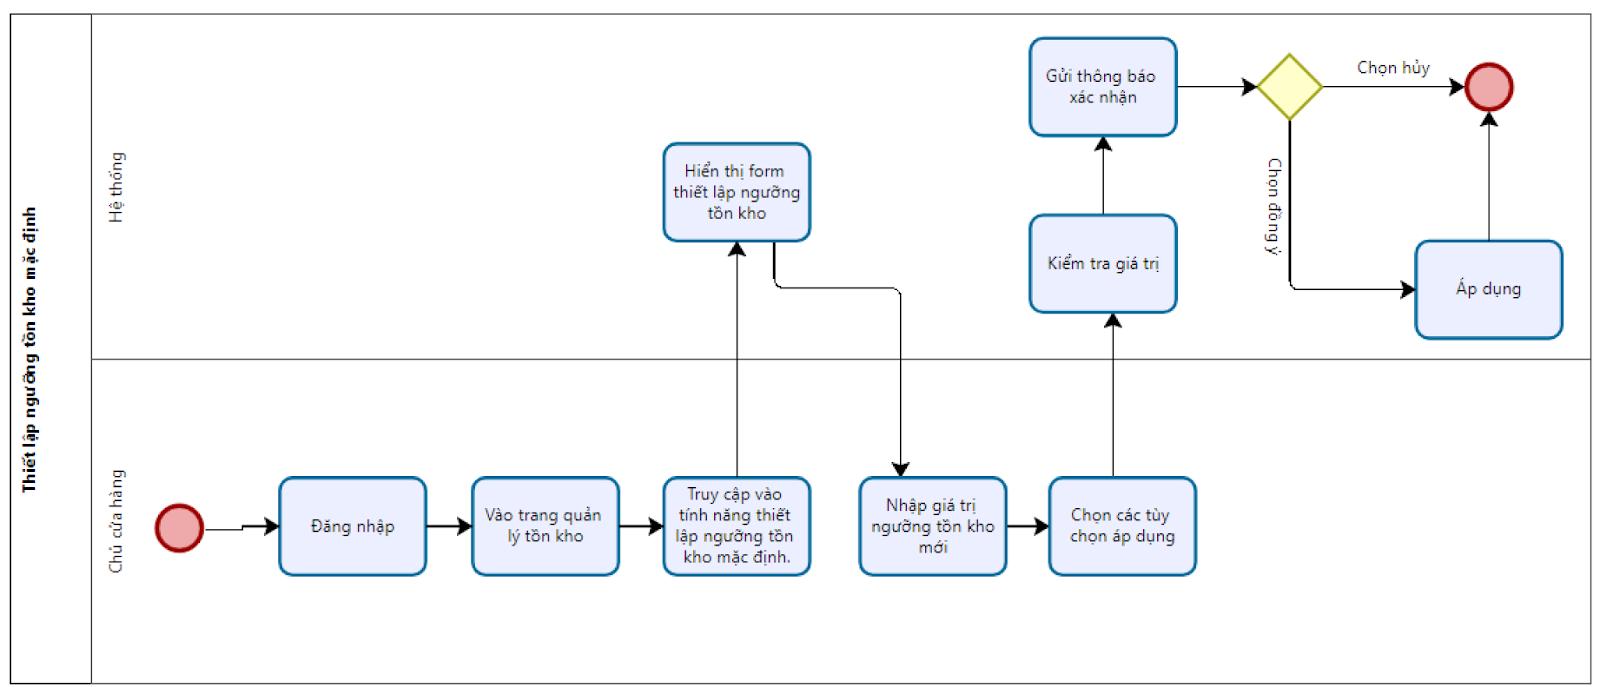 Thiết lập ngưỡng tồn kho mặc định
Hệ thống
Gửi thông báo
xác nhận
Chọn hủy
Hiển thị form
thiết lập ngưỡng
tồn kho
Chọn đồng ý
Kiểm tra giá trị
Áp dụng
Chủ cửa hàng
Đăng nhập
Vào trang quản
lý tồn kho
Truy cập vào
tính năng thiết
lập ngưỡng tồn
kho mặc định.
Nhập giá trị
ngưỡng tồn kho
mới
Chọn các tùy
chọn áp dụng